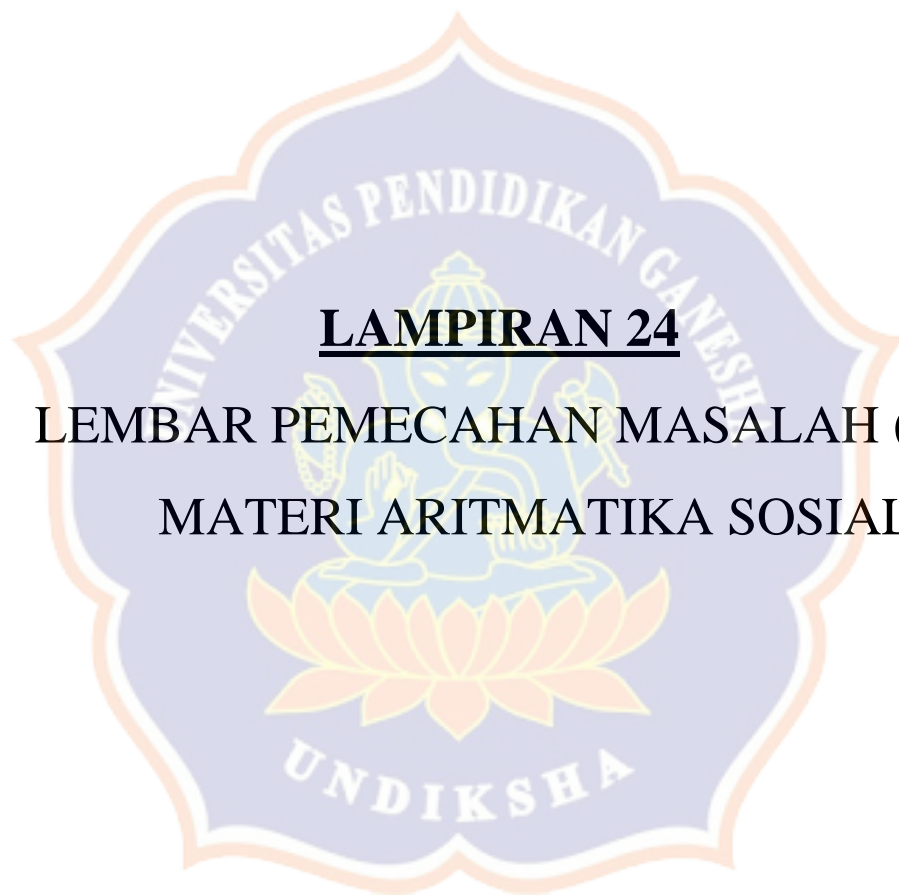 UNIVERSITAS PENDIDIKAN GANESHA
LAMPIRAN 24
LEMBAR PEMECAHAN MASALAH (
MATERI ARITMATIKA SOSIAL
UNDIKSHA